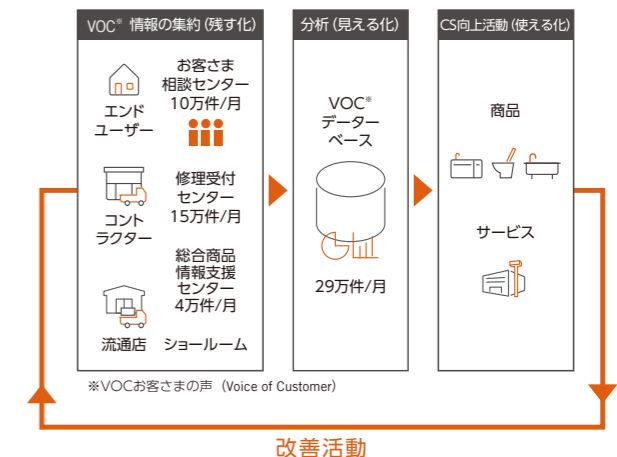 VOC※ 情報の集約(残す化)
エンド
ユーザー
お客さま
相談センター
10万件/月
コント
ラクター
修理受付
センター
15万件/月
総合商品
情報支援
センター
4万件/月
流通店
ショールーム
分析(見える化)
VOC※
データー
ベース
29万件/月
CS向上活動(使える化)
商品
サービス
※VOCお客さまの声 (Voice of Customer)
改善活動